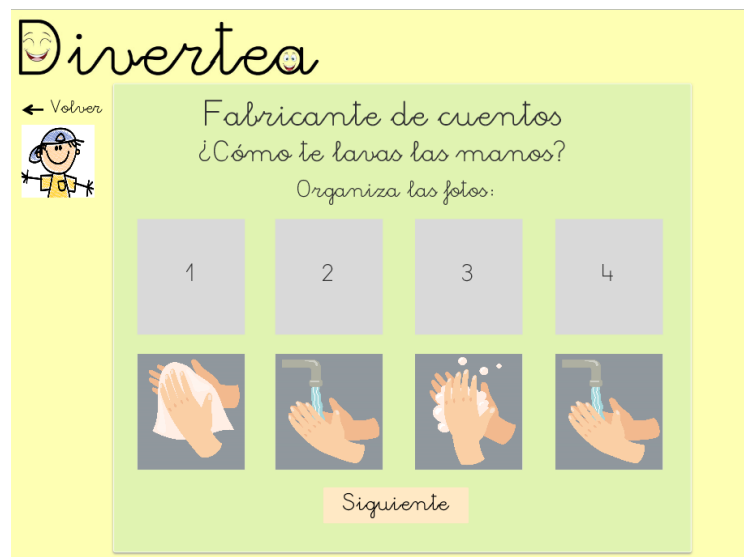 Divertea
← Volver
Fabricante de cuentos
¿Cómo te lavas las manos?
Organiza las fotos:
1 2 3 4
Siguiente